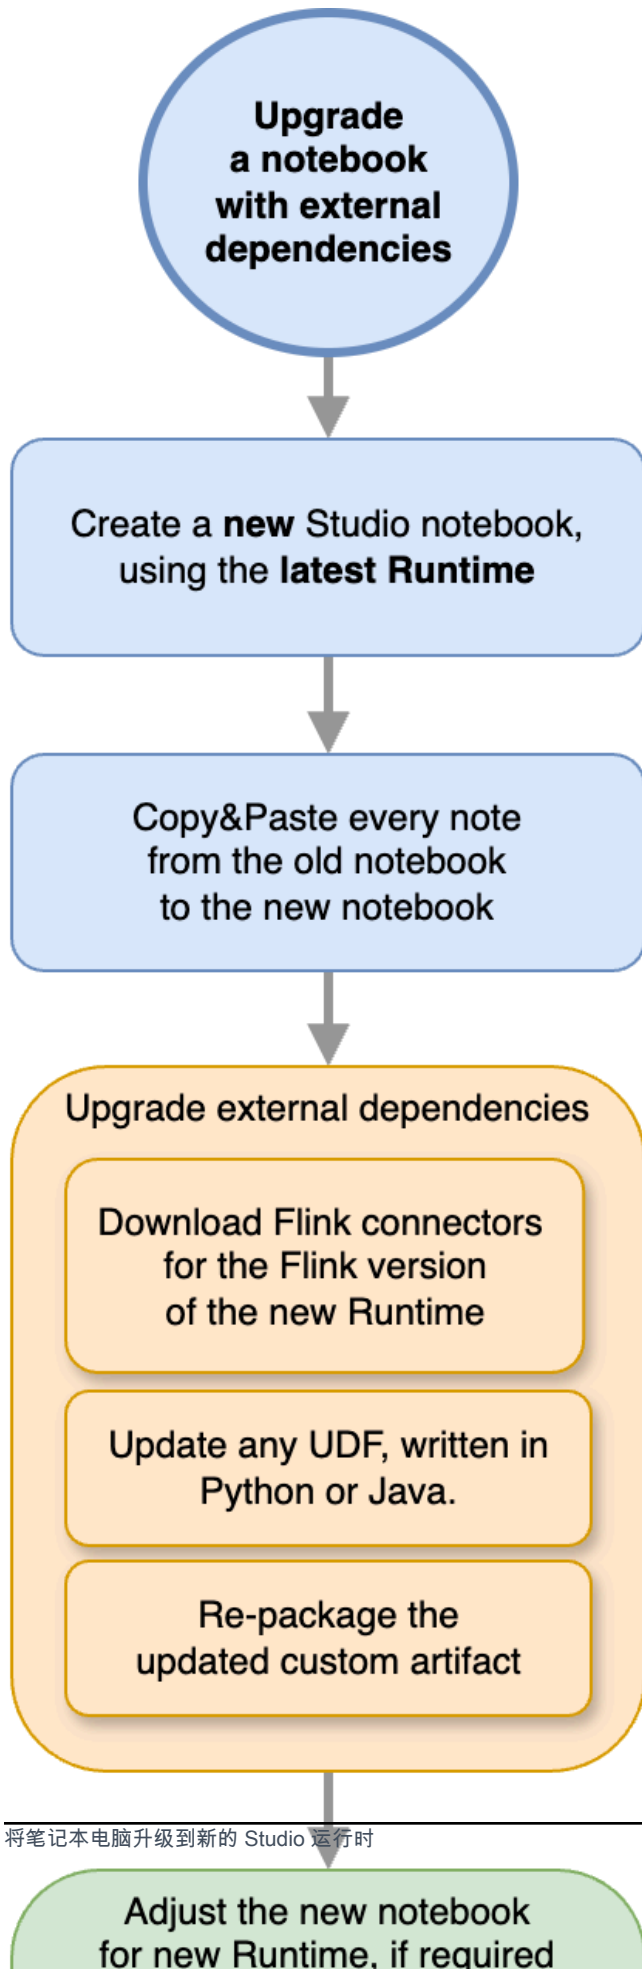 Upgrade
a notebook
with external
dependencies
Create a new Studio notebook,
using the latest Runtime
Copy&Paste every note
from the old notebook
to the new notebook
Upgrade external dependencies
Download Flink connectors
for the Flink version
of the new Runtime
Update any UDF, written in
Python or Java.
Re-package the
updated custom artifact
将笔记本电脑升级到新的 Studio 运行时
Adjust the new notebook
for new Runtime, if required